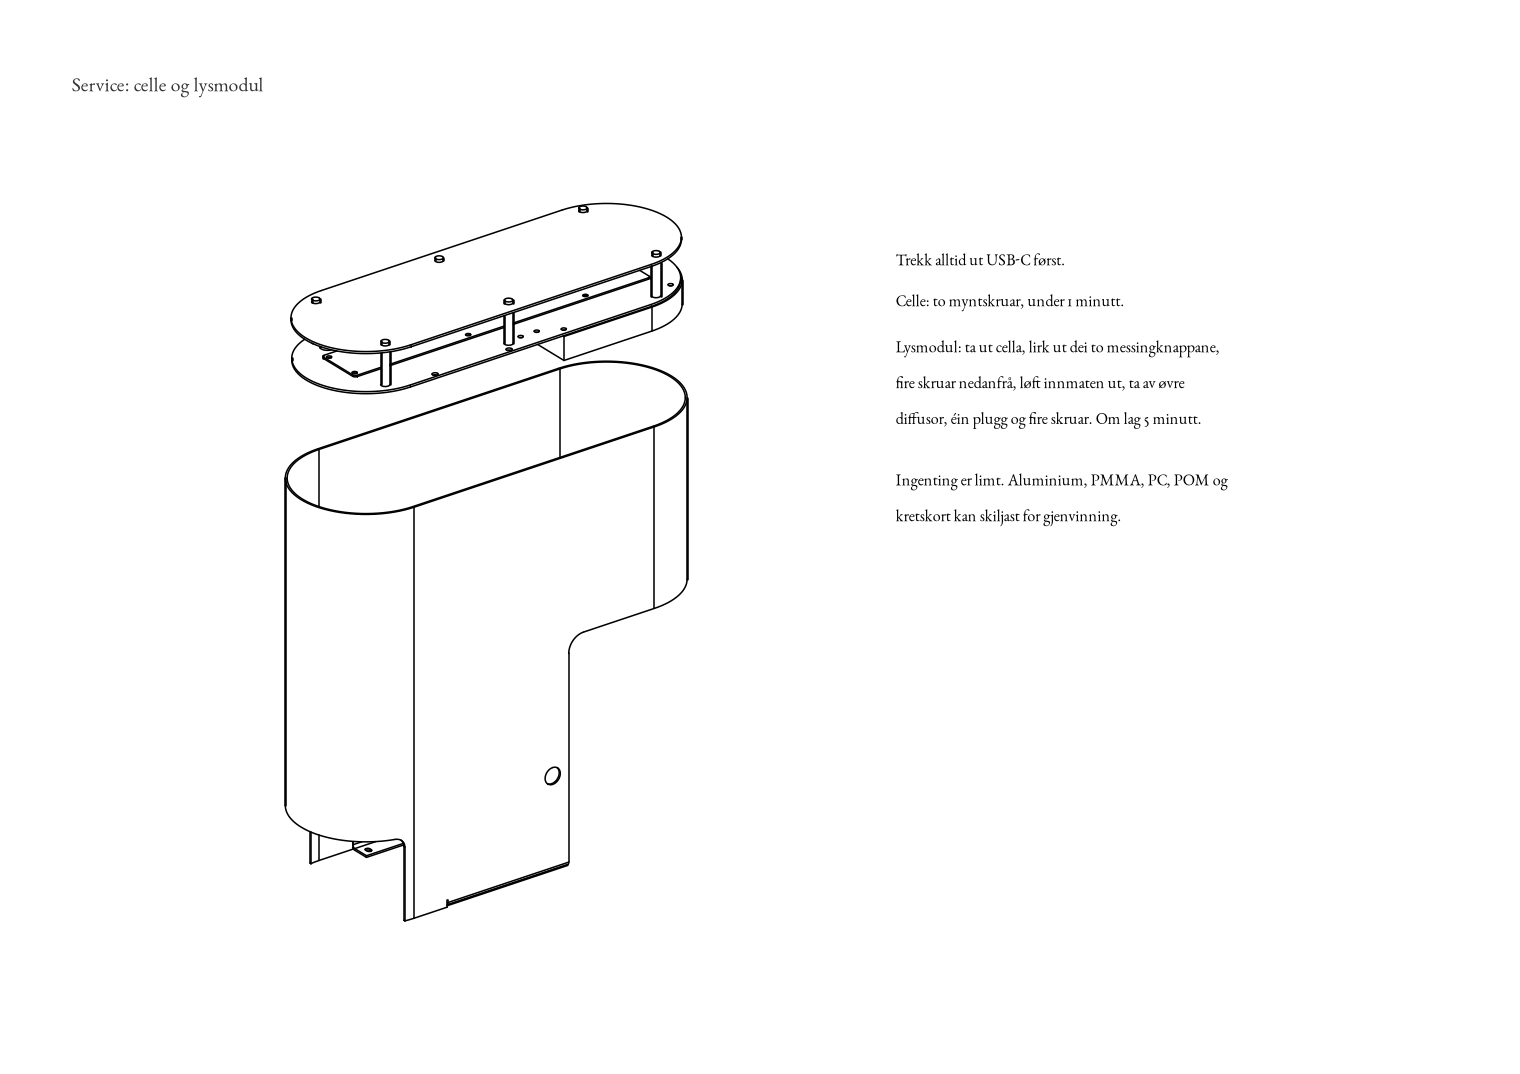 Service: celle og lysmodul
Trekk alltid ut USB-C først.
Celle: to myntskruar, under 1 minutt.
Lysmodul: ta ut cella, lirk ut dei to messingknappane,
fire skruar nedanfrå, løft innmaten ut, ta av øvre
diffusor, éin plugg og fire skruar. Om lag 5 minutt.
Ingenting er limt. Aluminium, PMMA, PC, POM og
kretskort kan skiljast for gjenvinning.